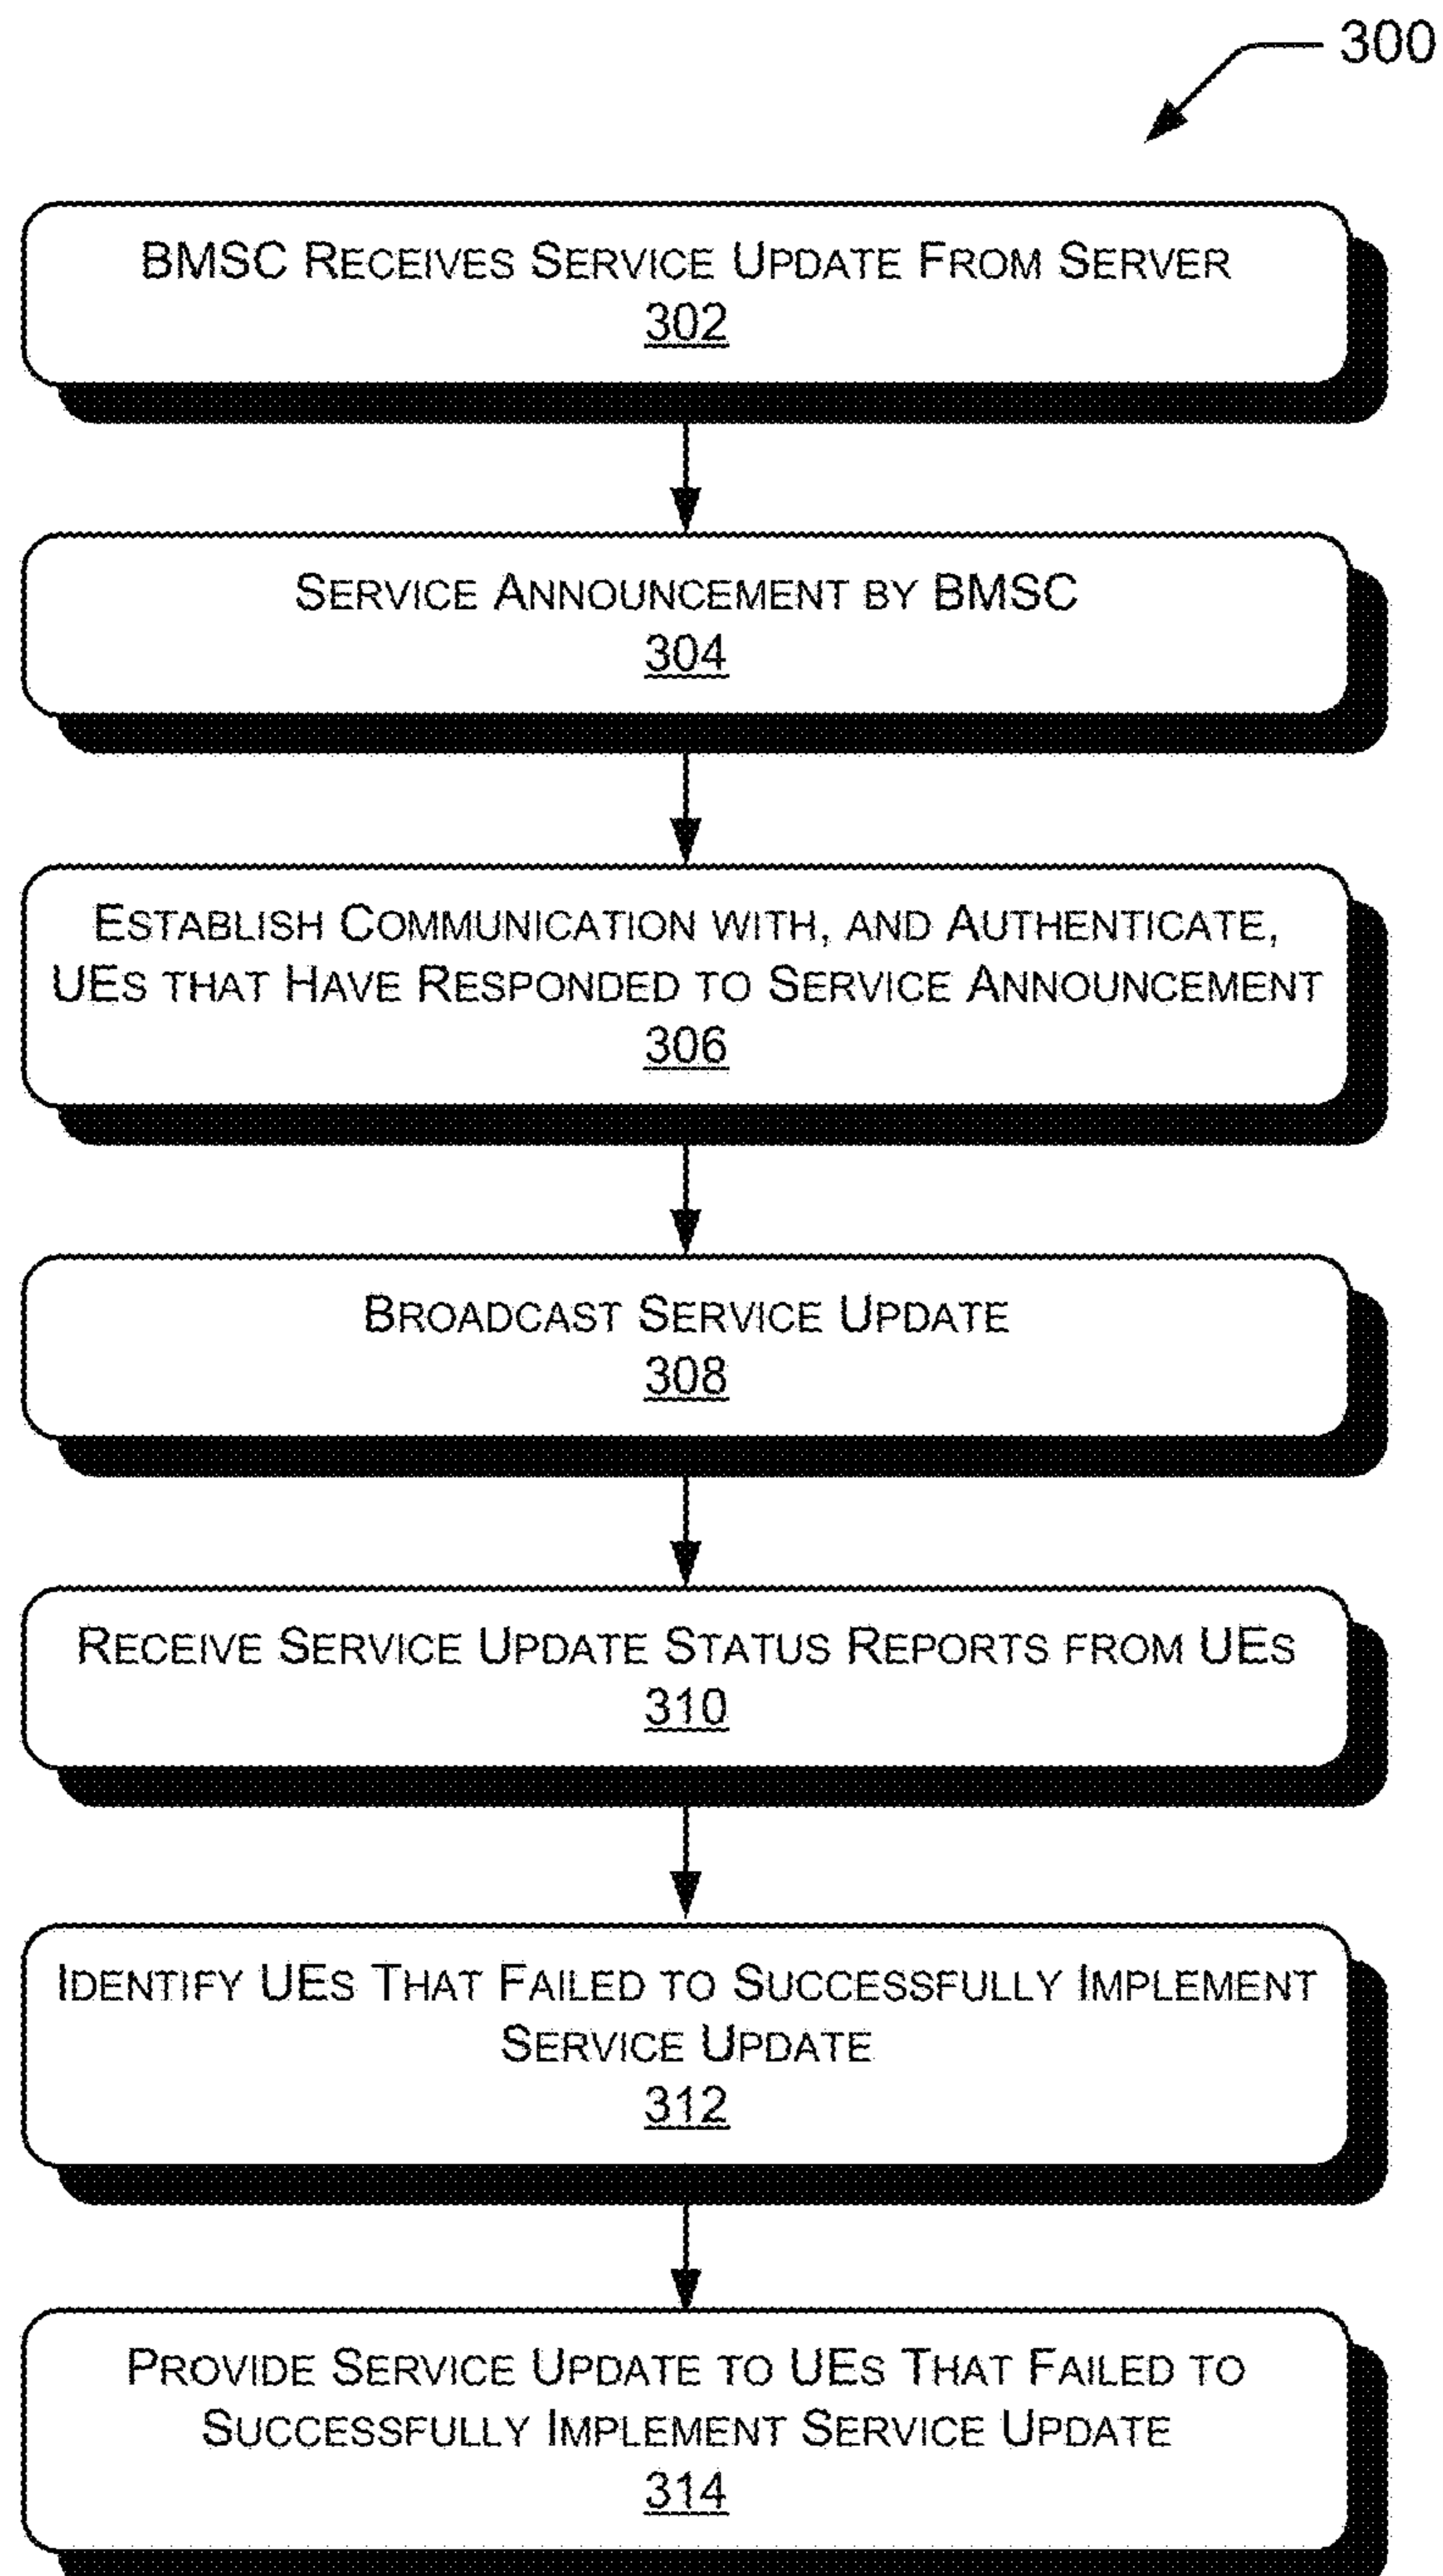 300
BMSC RECEIVES SERVICE UPDATE FROM SERVER
302
SERVICE ANNOUNCEMENT BY BMSC
304
ESTABLISH COMMUNICATION WITH, AND AUTHENTICATE,
UES THAT HAVE RESPONDED TO SERVICE ANNOUNCEMENT
306
BROADCAST SERVICE UPDATE
308
RECEIVE SERVICE UPDATE STATUS REPORTS FROM UES
310
IDENTIFY UES THAT FAILED TO SUCCESSFULLY IMPLEMENT
SERVICE UPDATE
312
PROVIDE SERVICE UPDATE TO UES THAT FAILED TO
SUCCESSFULLY IMPLEMENT SERVICE UPDATE
314